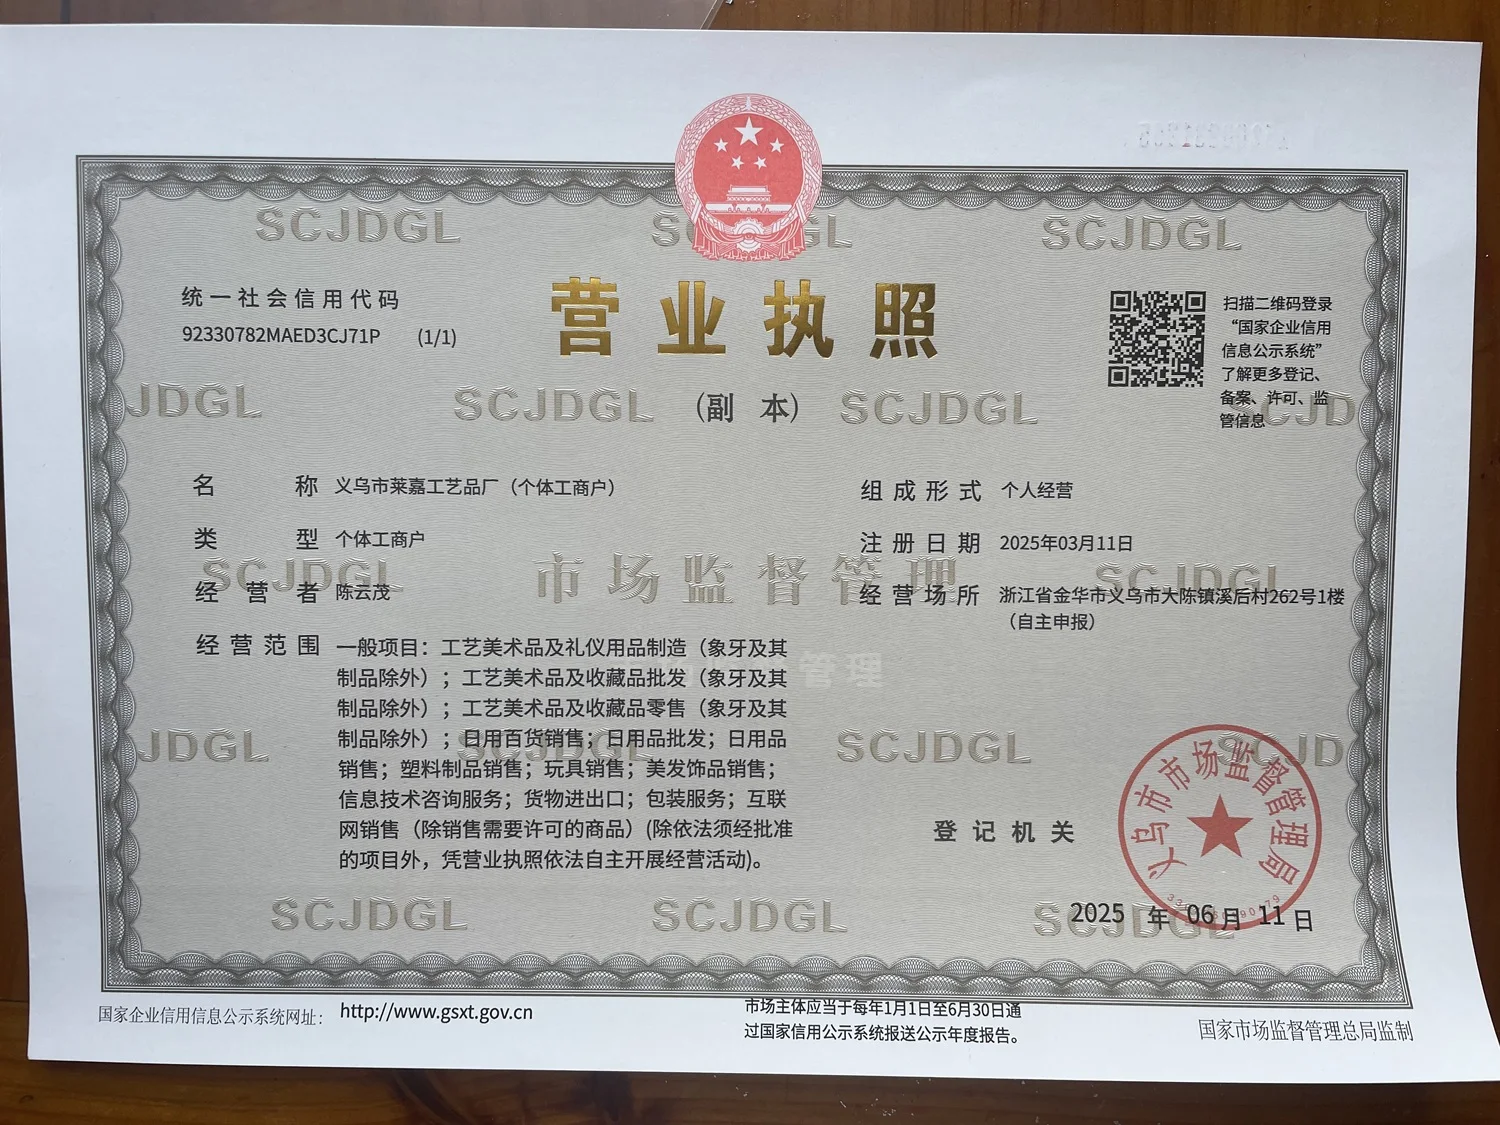 统一社会信用代码
92330782MAED3CJ71P (1/1)
营业执照
(副 本)
扫描二维码登录
“国家企业信用
信息公示系统”
了解更多登记、
备案、许可、监
管信息
名 称 义乌市莱嘉工艺品厂（个体工商户）
类 型 个体工商户
经 营 者 陈云茂
经 营 范 围 一般项目：工艺美术品及礼仪用品制造（象牙及其
制品除外）；工艺美术品及收藏品批发（象牙及其
制品除外）；工艺美术品及收藏品零售（象牙及其
制品除外）；日用百货销售；日用品批发；日用品
销售；塑料制品销售；玩具销售；美发饰品销售；
信息技术咨询服务；货物进出口；包装服务；互联
网销售（除销售需要许可的商品）(除依法须经批准
的项目外，凭营业执照依法自主开展经营活动)。
组 成 形 式 个人经营
注 册 日 期 2025年03月11日
经 营 场 所 浙江省金华市义乌市大陈镇溪后村262号1楼
（自主申报）
登 记 机 关
义乌市市场监督管理局
2025 年 06 月 11 日
SCJDGL
SCJDGL
SCJDGL
SCJDGL
市场监督管理
SCJDGL
SCJDGL
SCJDGL
SCJDGL
SCJDGL
SCJDGL
SCJDGL
国家企业信用信息公示系统网址： http://www.gsxt.gov.cn
市场主体应当于每年1月1日至6月30日通
过国家信用公示系统报送公示年度报告。
国家市场监督管理总局监制